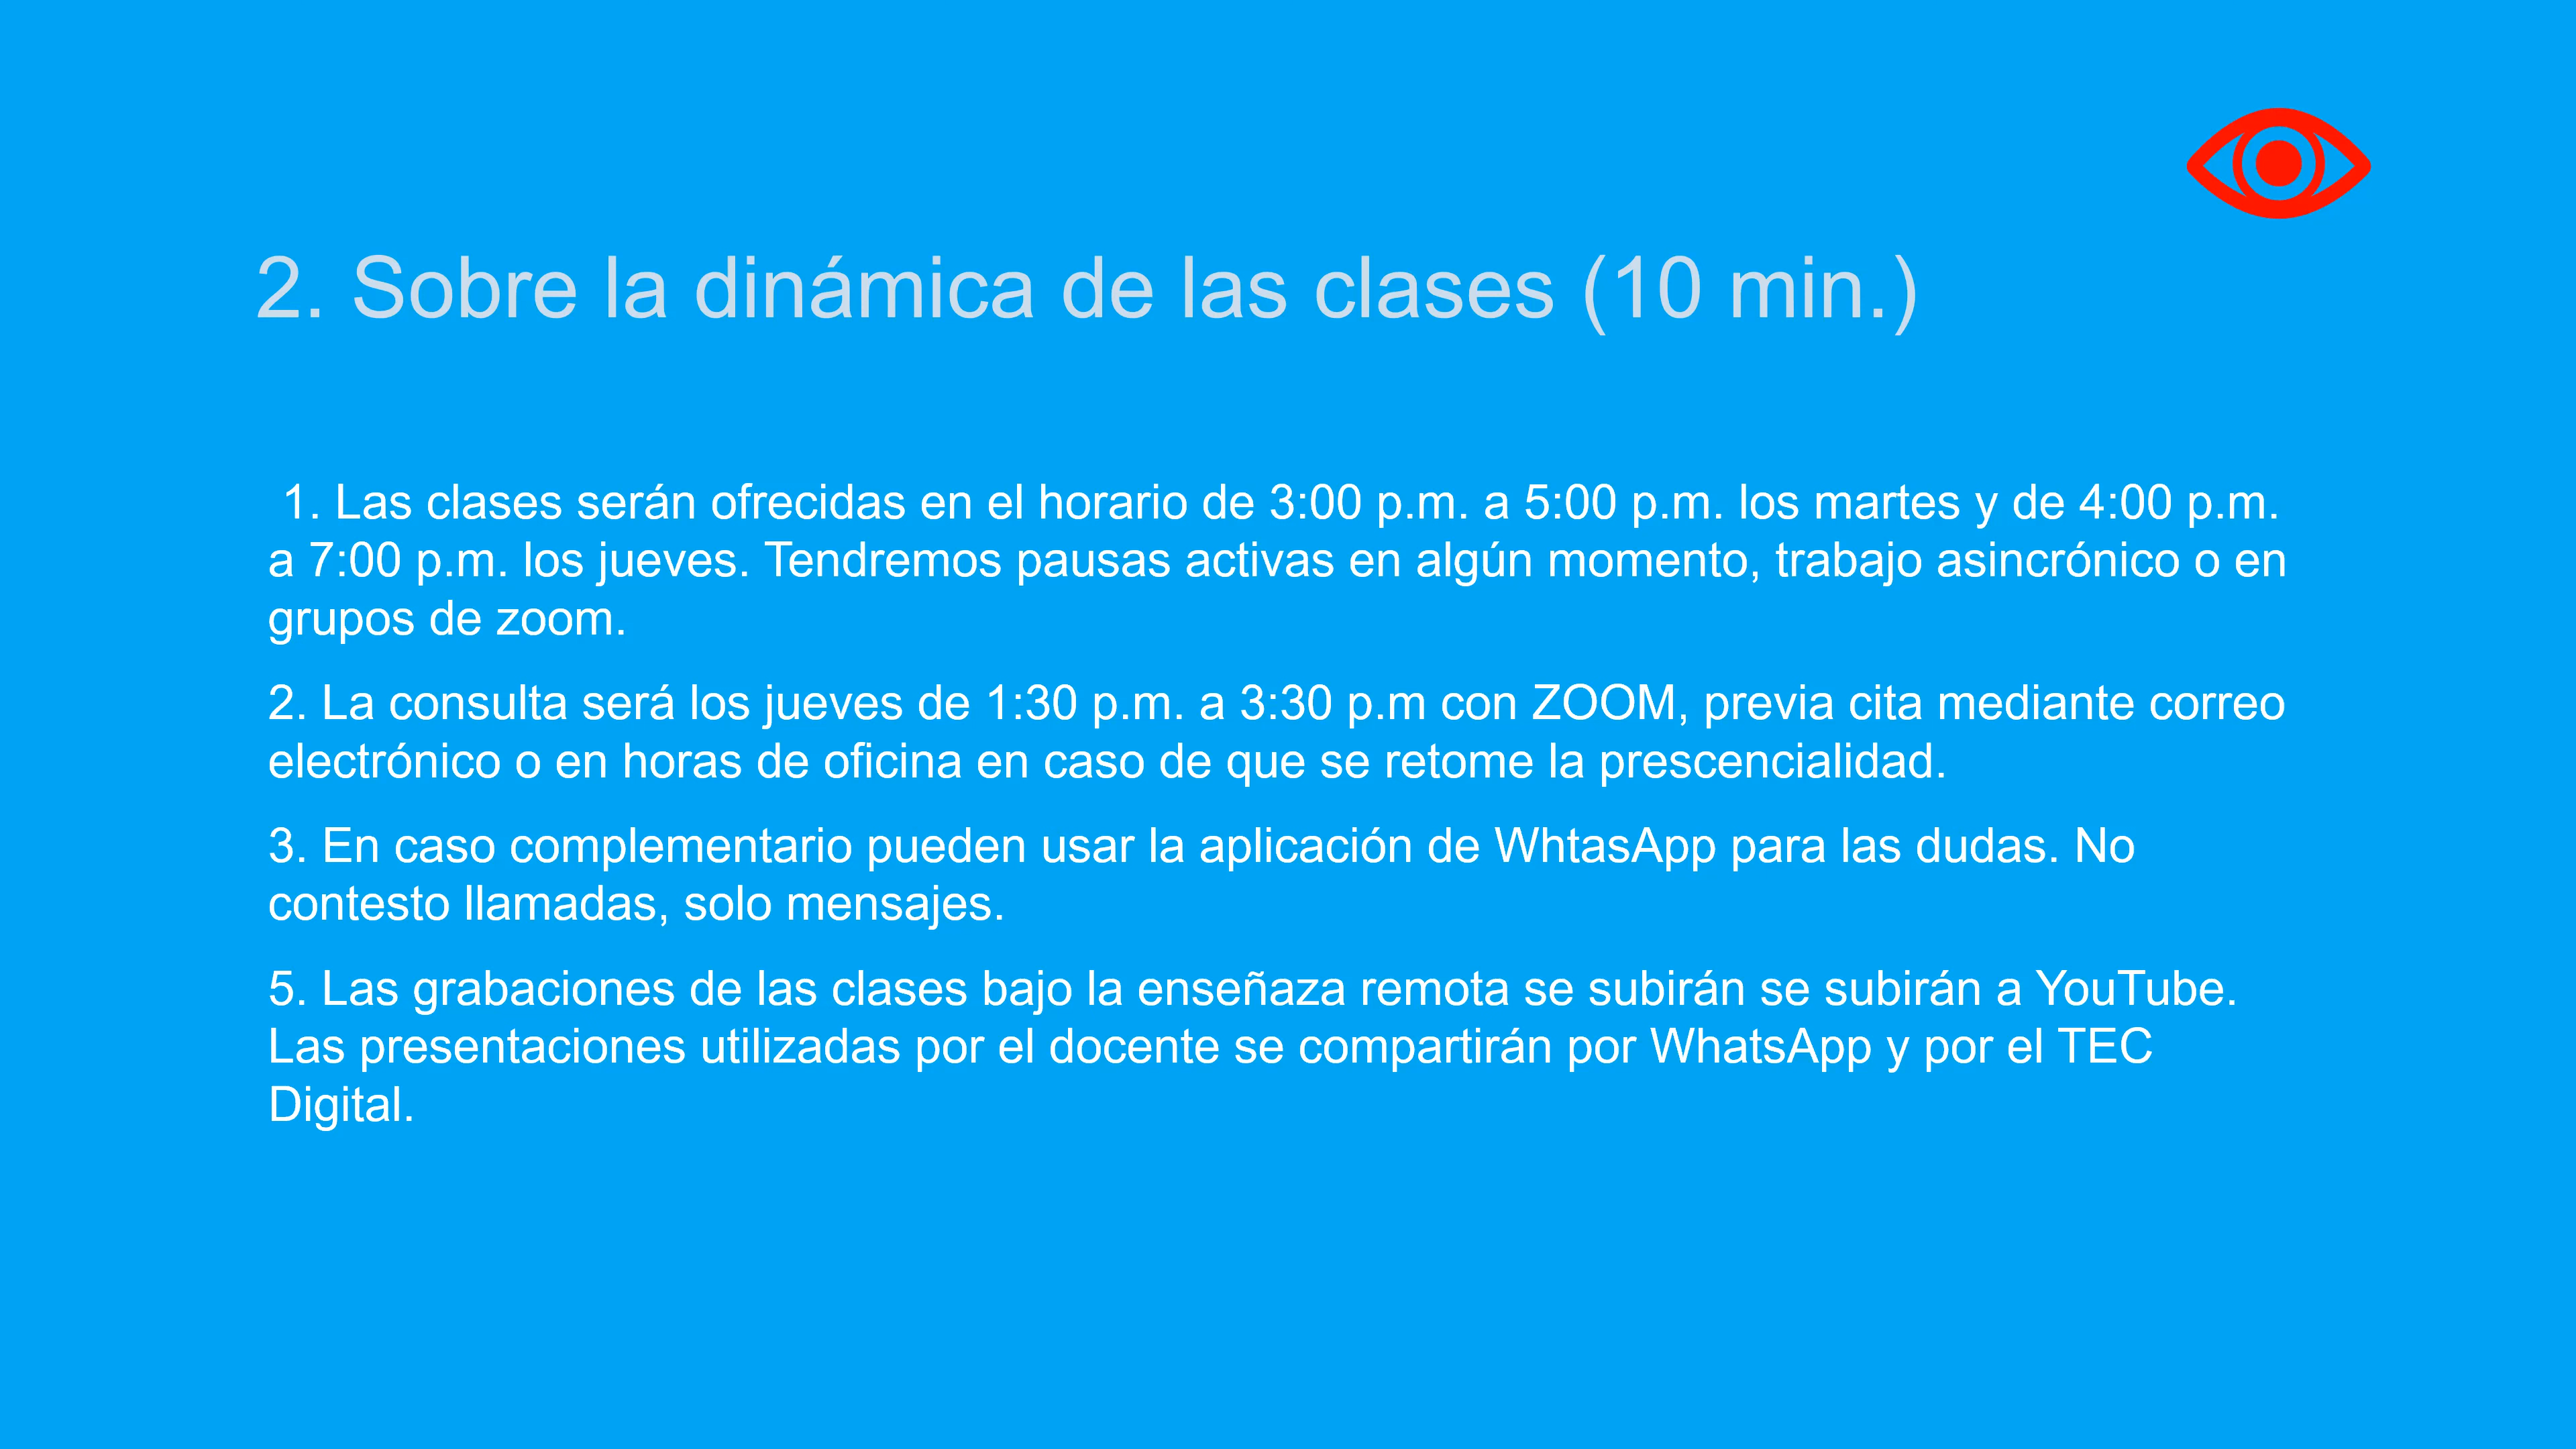 2. Sobre la dinámica de las clases (10 min.)
1. Las clases serán ofrecidas en el horario de 3:00 p.m. a 5:00 p.m. los martes y de 4:00 p.m.
a 7:00 p.m. los jueves. Tendremos pausas activas en algún momento, trabajo asincrónico o en
grupos de zoom.
2. La consulta será los jueves de 1:30 p.m. a 3:30 p.m con ZOOM, previa cita mediante correo
electrónico o en horas de oficina en caso de que se retome la prescencialidad.
3. En caso complementario pueden usar la aplicación de WhtasApp para las dudas. No
contesto llamadas, solo mensajes.
5. Las grabaciones de las clases bajo la enseñaza remota se subirán se subirán a YouTube.
Las presentaciones utilizadas por el docente se compartirán por WhatsApp y por el TEC
Digital.